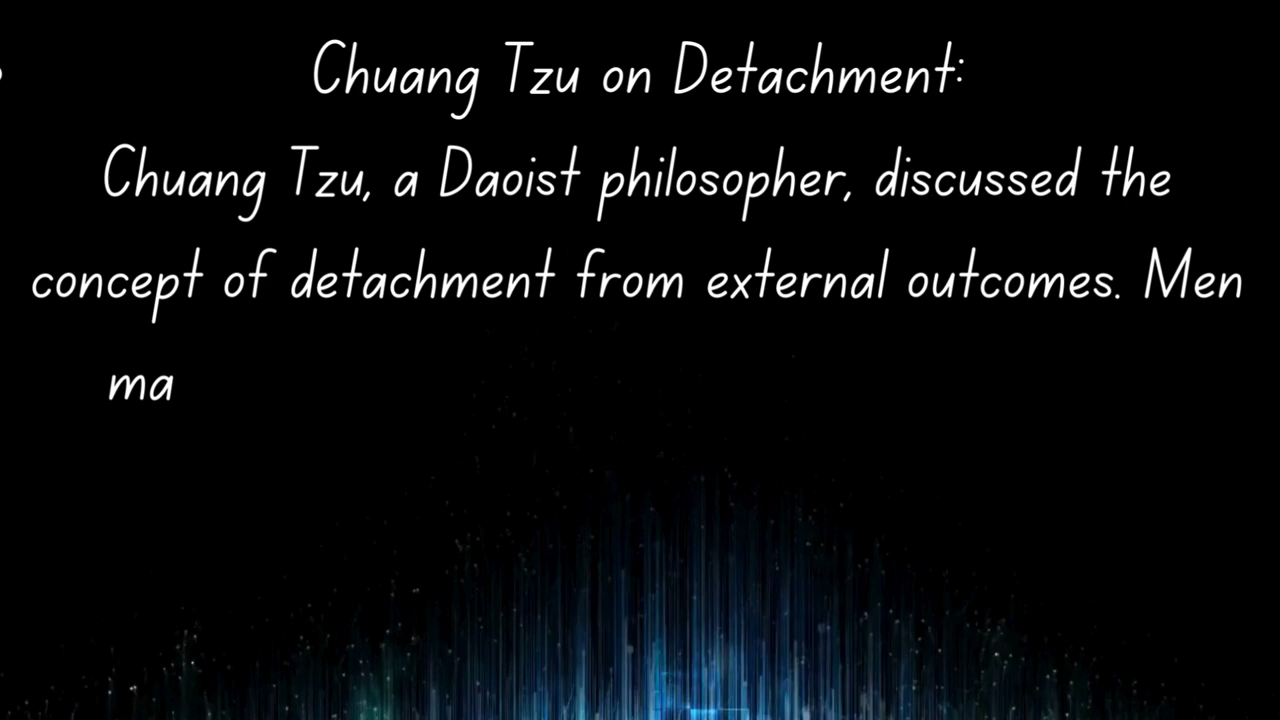 Chuang Tzu on Detachment:
Chuang Tzu, a Daoist philosopher, discussed the
concept of detachment from external outcomes. Men
ma